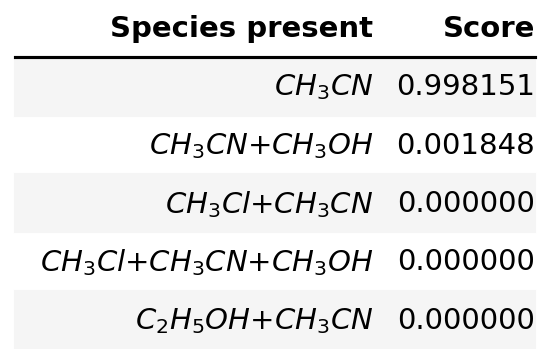 Species present Score
CH₃CN 0.998151
CH₃CN+CH₃OH 0.001848
CH₃Cl+CH₃CN 0.000000
CH₃Cl+CH₃CN+CH₃OH 0.000000
C₂H₅OH+CH₃CN 0.000000